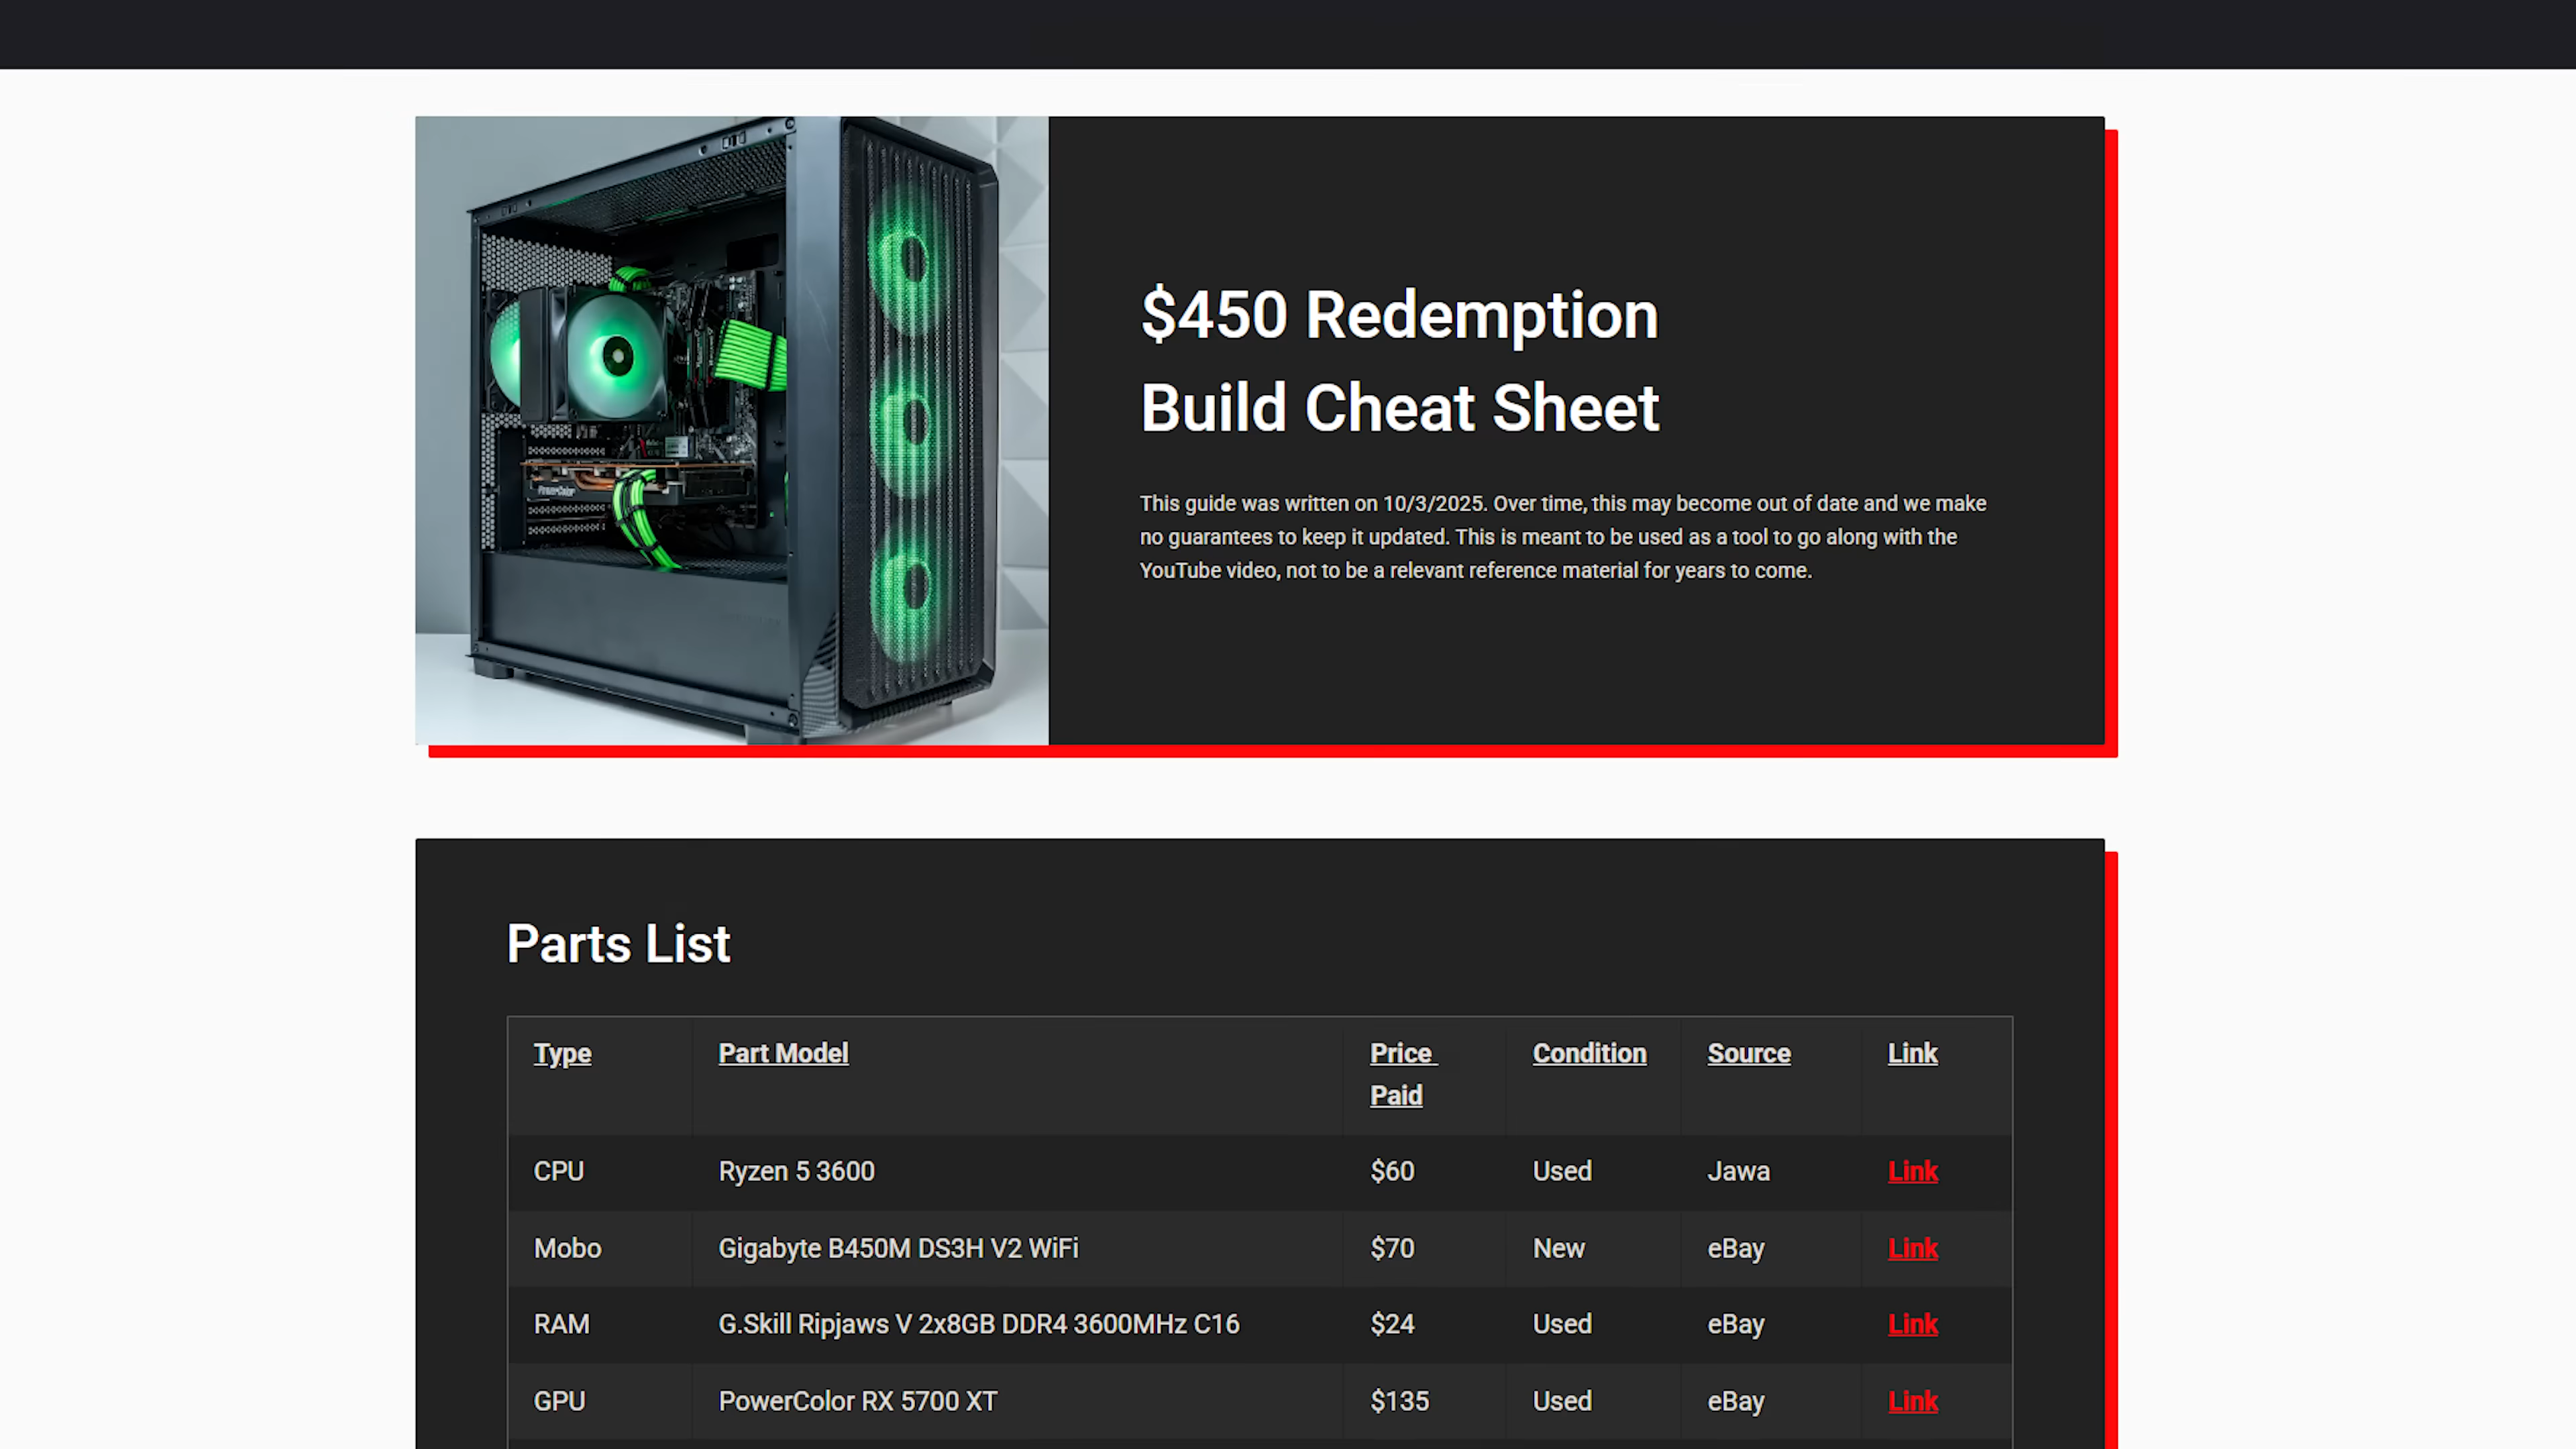 $450 Redemption
Build Cheat Sheet
This guide was written on 10/3/2025. Over time, this may become out of date and we make
no guarantees to keep it updated. This is meant to be used as a tool to go along with the
YouTube video, not to be a relevant reference material for years to come.
PowerColor
Parts List
Type Part Model Price Paid Condition Source Link
CPU Ryzen 5 3600 $60 Used Jawa Link
Mobo Gigabyte B450M DS3H V2 WiFi $70 New eBay Link
RAM G.Skill Ripjaws V 2x8GB DDR4 3600MHz C16 $24 Used eBay Link
GPU PowerColor RX 5700 XT $135 Used eBay Link